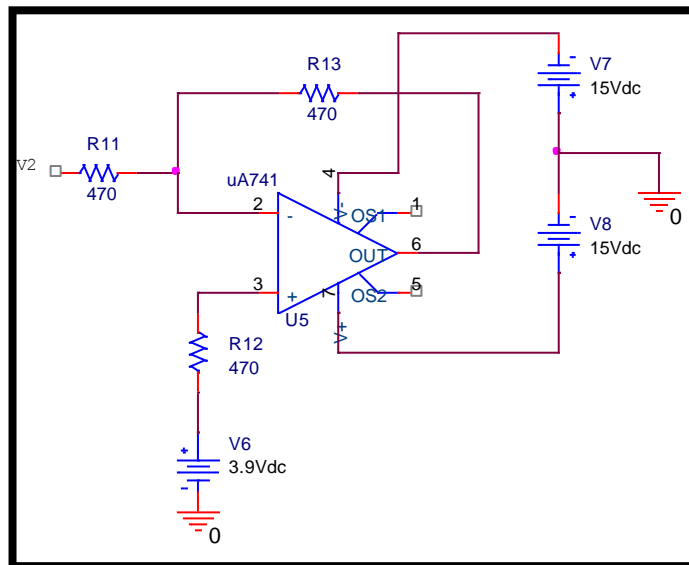 R13
470
V7
-
+
15Vdc
V2
R11
470
uA741
4
V-
OS1
1
2
-
OUT
6
3
+
7
V+
OS2
5
U5
0
V8
-
+
15Vdc
R12
470
V6
+
-
3.9Vdc
0